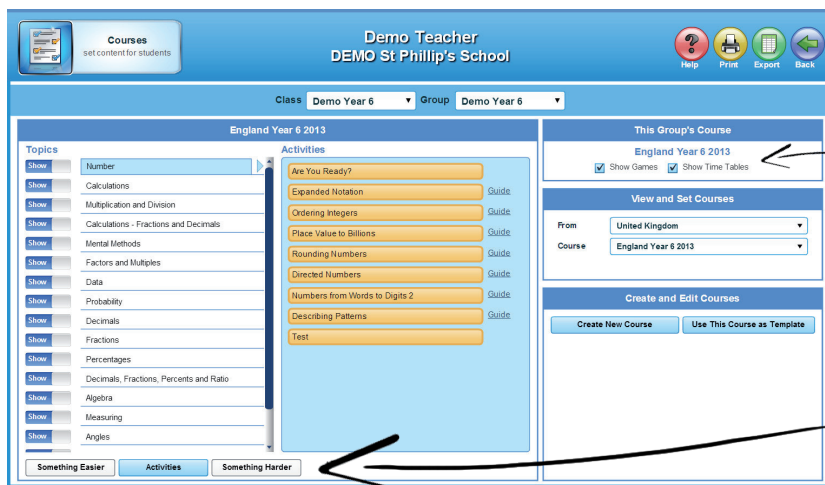 Courses
set content for students
Demo Teacher
DEMO St Phillip's School
Help
Print
Export
Back
Class
Demo Year 6
Group
Demo Year 6
England Year 6 2013
Topics
Show
Number
Show
Calculations
Show
Multiplication and Division
Show
Calculations - Fractions and Decimals
Show
Mental Methods
Show
Factors and Multiples
Show
Data
Show
Probability
Show
Decimals
Show
Fractions
Show
Percentages
Show
Decimals, Fractions, Percents and Ratio
Show
Algebra
Show
Measuring
Show
Angles
Activities
Are You Ready?
Expanded Notation
Guide
Ordering Integers
Guide
Place Value to Billions
Guide
Rounding Numbers
Guide
Directed Numbers
Guide
Numbers from Words to Digits 2
Guide
Describing Patterns
Guide
Test
Something Easier
Activities
Something Harder
This Group's Course
England Year 6 2013
Show Games
Show Time Tables
View and Set Courses
From
United Kingdom
Course
England Year 6 2013
Create and Edit Courses
Create New Course
Use This Course as Template